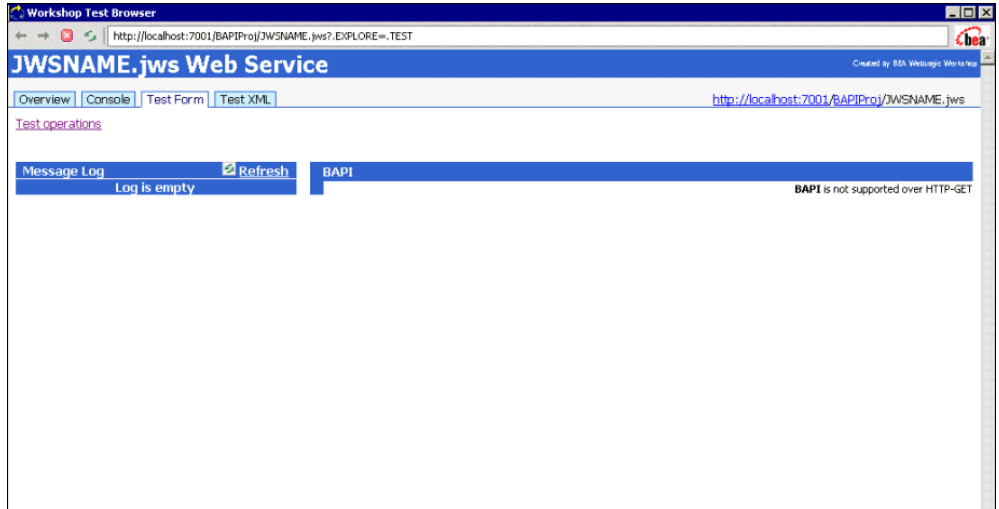 Workshop Test Browser
http://localhost:7001/BAPIProj/JWSNAME.jws?.EXPLORE=.TEST
bea
JWSNAME.jws Web Service
Created by BEA WebLogic Workshop
Overview Console Test Form Test XML
http://localhost:7001/BAPIProj/JWSNAME.jws
Test operations
Message Log Refresh
BAPI
Log is empty
BAPI is not supported over HTTP-GET